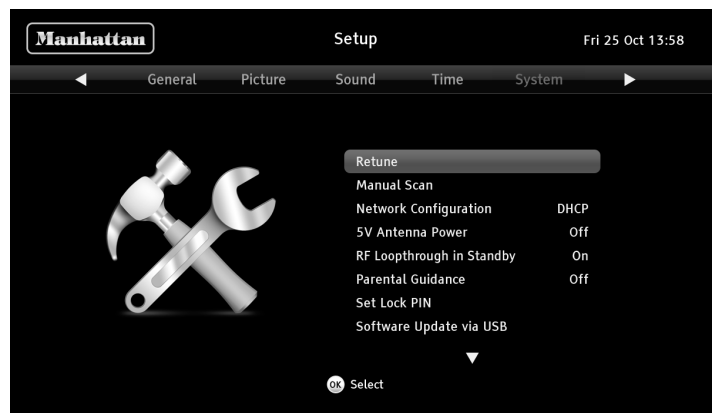 Manhattan
Setup
Fri 25 Oct 13:58
General Picture Sound Time System
Retune
Manual Scan
Network Configuration DHCP
5V Antenna Power Off
RF Loopthrough in Standby On
Parental Guidance Off
Set Lock PIN
Software Update via USB
OK Select